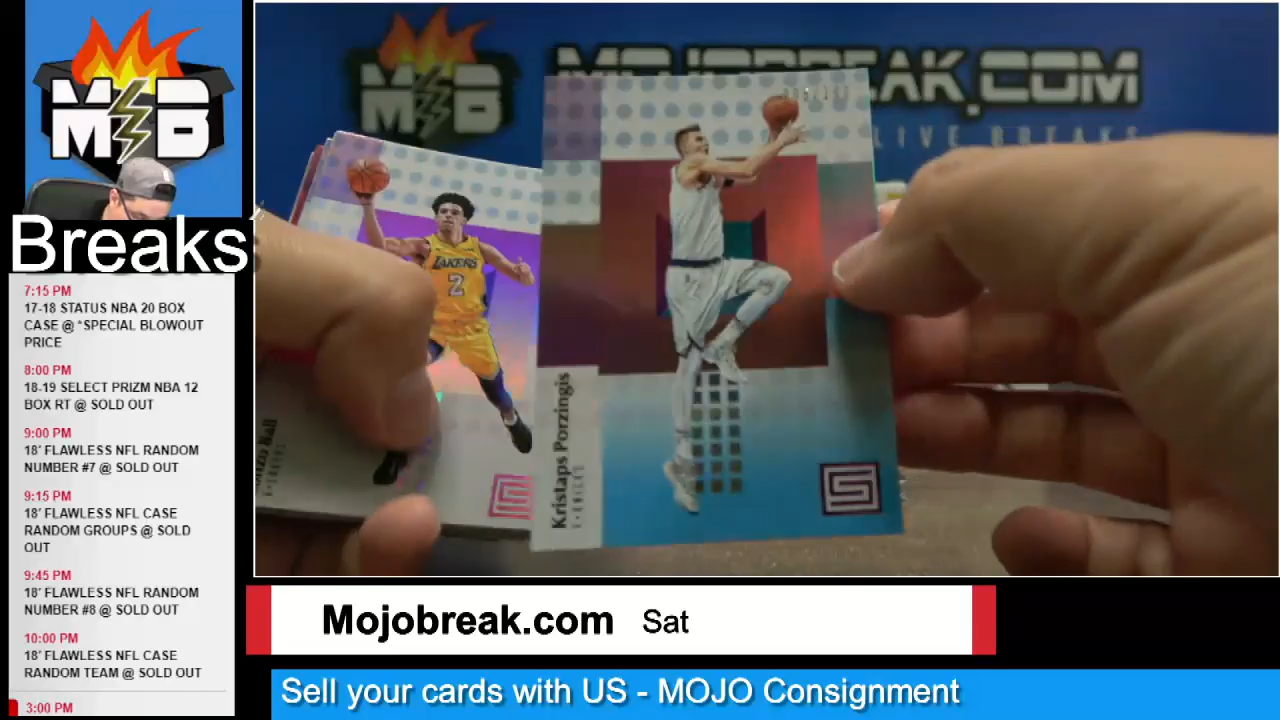 M B
Breaks'
7:15 PM
17-18 STATUS NBA 20 BOX
CASE @ *SPECIAL BLOWOUT
PRICE
8:00 PM
18-19 SELECT PRIZM NBA 12
BOX RT @ SOLD OUT
9:00 PM
18' FLAWLESS NFL RANDOM
NUMBER #7 @ SOLD OUT
9:15 PM
18' FLAWLESS NFL CASE
RANDOM GROUPS @ SOLD
OUT
9:45 PM
18' FLAWLESS NFL RANDOM
NUMBER #8 @ SOLD OUT
10:00 PM
18' FLAWLESS NFL CASE
RANDOM TEAM @ SOLD OUT
3:00 PM
M B
MOJOBREAK.COM
LIVE BREAKS
LAKERS
2
Ball
Kristaps Porzingis
S
Mojobreak.com Sat
Sell your cards with US - MOJO Consignment